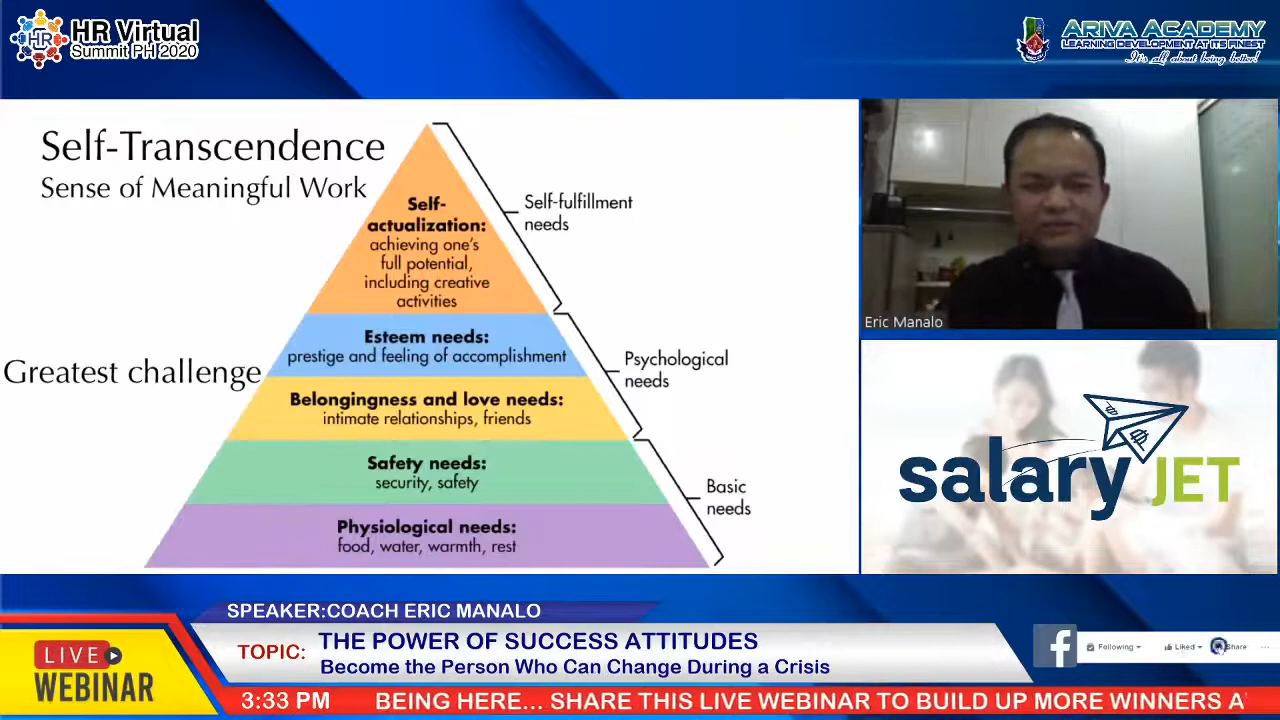 HR Virtual
Summit PH 2020
HR
ARIVA ACADEMY
LEARNING DEVELOPMENT AT ITS FINEST
It's all about being better!
Self-Transcendence
Sense of Meaningful Work
Self-
actualization:
achieving one's
full potential,
including creative
activities
Self-fulfillment
needs
Greatest challenge
Esteem needs:
prestige and feeling of accomplishment
Belongingness and love needs:
intimate relationships, friends
Psychological
needs
Safety needs:
security, safety
Physiological needs:
food, water, warmth, rest
Basic
needs
Eric Manalo
salary JET
SPEAKER:COACH ERIC MANALO
TOPIC: THE POWER OF SUCCESS ATTITUDES
Become the Person Who Can Change During a Crisis
LIVE
WEBINAR
Following
Liked
Share
3:33 PM
BEING HERE... SHARE THIS LIVE WEBINAR TO BUILD UP MORE WINNERS A